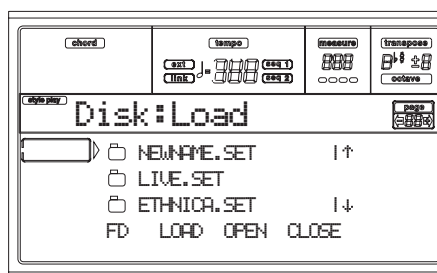 chord tempo measure transpose
ext link seq 1 seq 2
octave
style play Disk:Load page
NEWNAME.SET
LIVE.SET
ETHNICA.SET
FD LOAD OPEN CLOSE